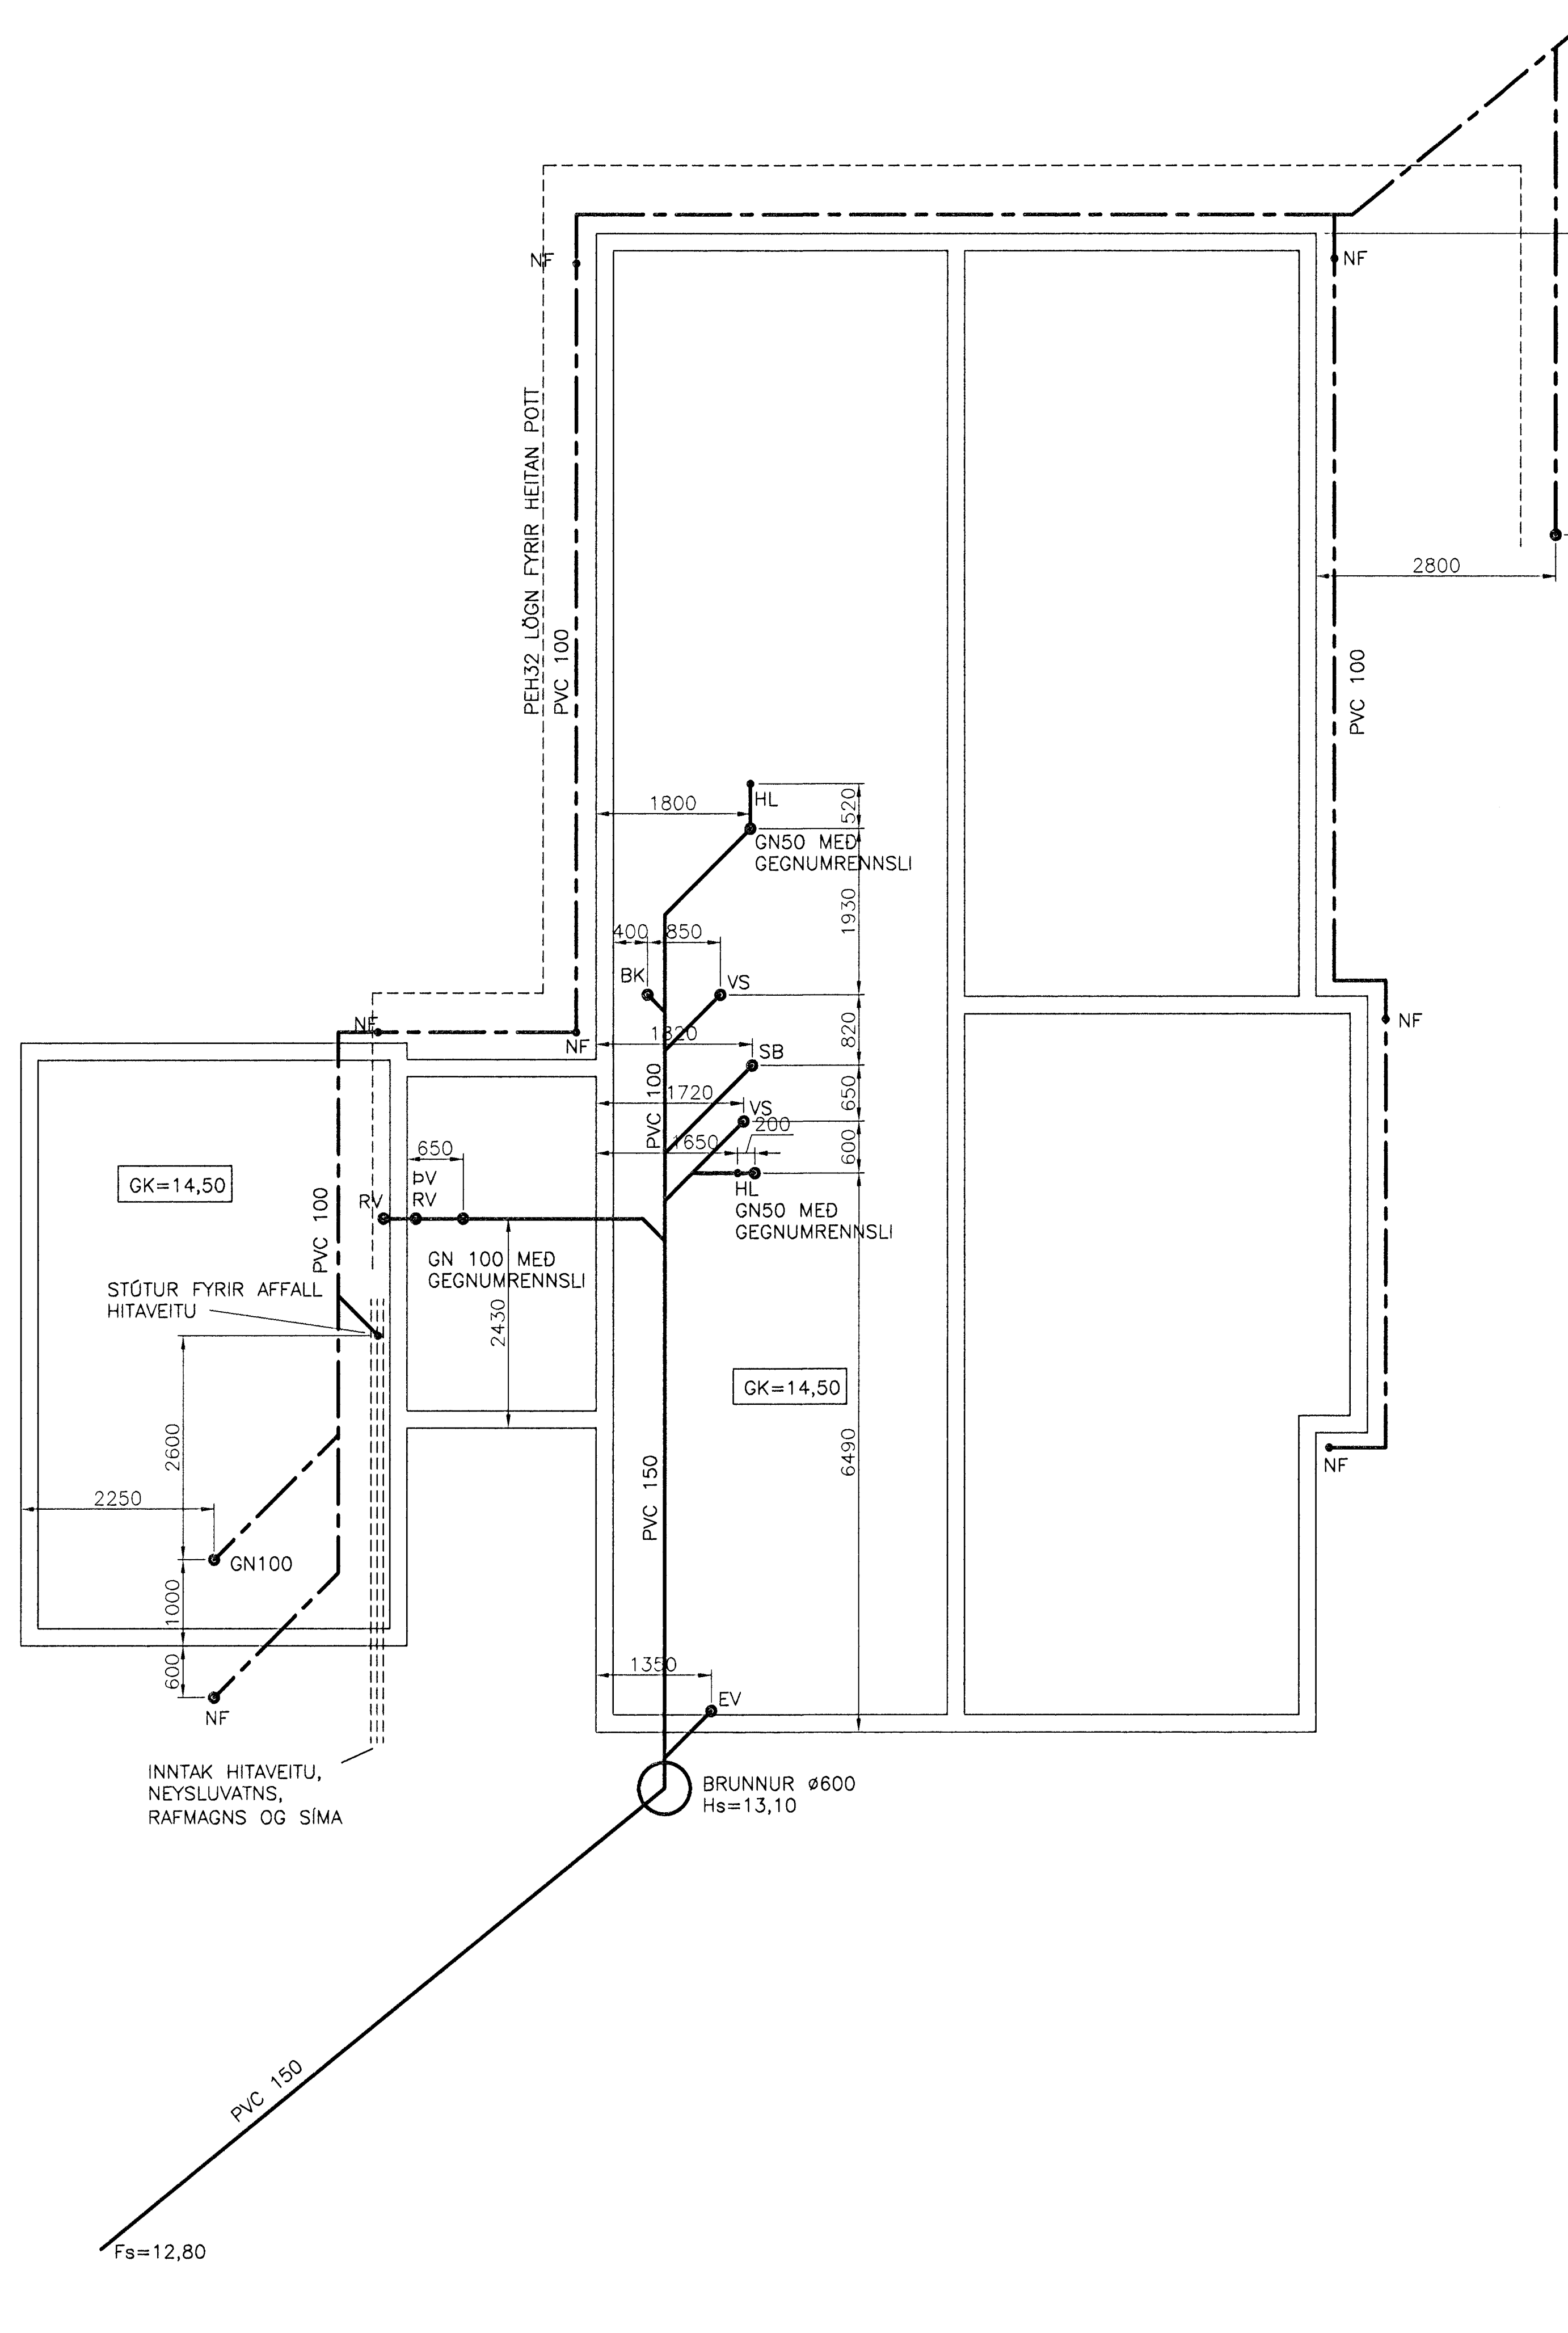 NF
NF
PEH32 LÖGN FYRIR HEITAN POTT
PVC 100
2800
PVC 100
1800
HL
520
GN50 MEÐ
GEGNUMRENNSLI
1930
400
850
BK
VS
NF
NF
NF
1820
SB
820
PVC 100
1720
VS
650
1650
200
600
HL
GN50 MEÐ
GEGNUMRENNSLI
650
ÞV
RV
RV
GK=14,50
PVC 100
GN 100 MEÐ
GEGNUMRENNSLI
STÚTUR FYRIR AFFALL
HITAVEITU
2430
GK=14,50
2600
6490
PVC 150
NF
2250
GN100
1000
600
NF
1350
EV
INNTAK HITAVEITU,
NEYSLUVATNS,
RAFMAGNS OG SÍMA
BRUNNUR ø600
Hs=13,10
PVC 150
Fs=12,80